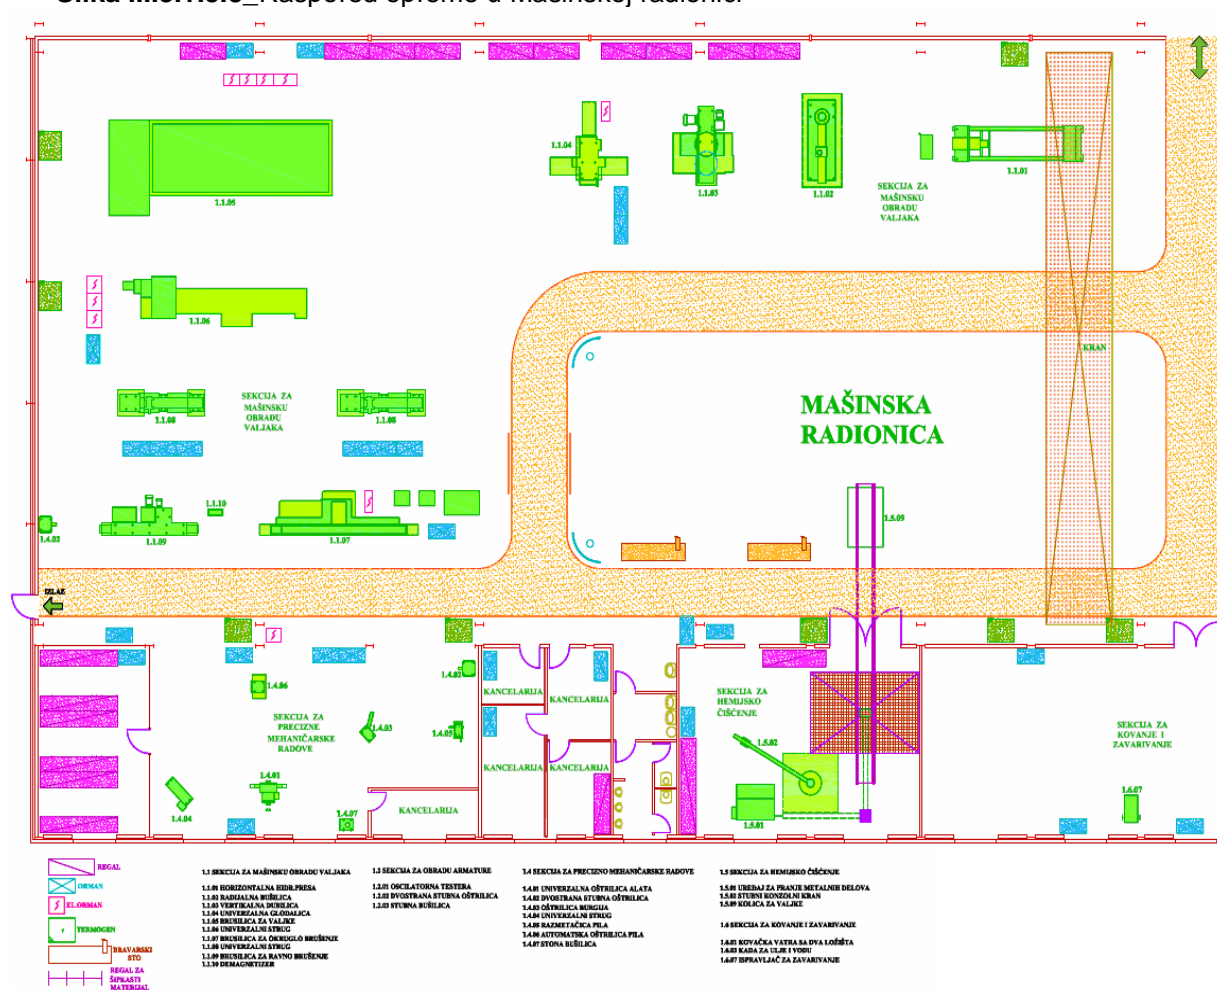 Raspored opreme u Mašinskoj radionici
1.1.04
1.1.03
1.1.02
1.1.01
1.1.05
SEKCIJA ZA
MAŠINSKU
OBRADU
VALJAKA
1.1.06
KRAN
SEKCIJA ZA
MAŠINSKU
OBRADU
VALJAKA
1.1.08
1.1.08
MAŠINSKA
RADIONICA
1.1.10
1.4.02
1.1.09
1.1.07
1.5.09
IZLAZ
1.4.06
1.4.02
KANCELARIJA
KANCELARIJA
SEKCIJA ZA
HEMIJSKO
ČIŠĆENJE
SEKCIJA ZA
PRECIZNE
MEHANIČARSKE
RADOVE
1.4.03
1.4.05
SEKCIJA ZA
KOVANJE I
ZAVARIVANJE
1.5.02
KANCELARIJA
KANCELARIJA
1.4.01
1.4.04
1.4.07
KANCELARIJA
1.5.01
1.6.07
REGAL
ORMAN
EL.ORMAN
TERMOGEN
BRAVARSKI
STO
REGAL ZA
ŠIPKASTI
MATERIJAL
1.1 SEKCIJA ZA MAŠINSKU OBRADU VALJAKA
1.1.01 HORIZONTALNA HIDR.PRESA
1.1.02 RADIJALNA BUŠILICA
1.1.03 VERTIKALNA DUBILICA
1.1.04 UNIVERZALNA GLODALICA
1.1.05 BRUSILICA ZA VALJKE
1.1.06 UNIVERZALNI STRUG
1.1.07 BRUSILICA ZA OKRUGLO BRUŠENJE
1.1.08 UNIVERZALNI STRUG
1.1.09 BRUSILICA ZA RAVNO BRUŠENJE
1.1.10 DEMAGNETIZER
1.2 SEKCIJA ZA OBRADU ARMATURE
1.2.01 OSCILATORNA TESTERA
1.2.02 DVOSTRANA STUBNA OŠTRILICA
1.2.03 STUBNA BUŠILICA
1.4 SEKCIJA ZA PRECIZNO MEHANIČARSKE RADOVE
1.4.01 UNIVERZALNA OŠTRILICA ALATA
1.4.02 DVOSTRANA STUBNA OŠTRILICA
1.4.03 OŠTRILICA BURGIJA
1.4.04 UNIVERZALNI STRUG
1.4.05 RAZMETAČICA PILA
1.4.06 AUTOMATSKA OŠTRILICA PILA
1.4.07 STONA BUŠILICA
1.5 SEKCIJA ZA HEMIJSKO ČIŠĆENJE
1.5.01 UREĐAJ ZA PRANJE METALNIH DELOVA
1.5.02 STUBNI KONZOLNI KRAN
1.5.09 KOLICA ZA VALJKE
1.6 SEKCIJA ZA KOVANJE I ZAVARIVANJE
1.6.01 KOVAČKA VATRA SA DVA LOŽIŠTA
1.6.03 KADA ZA ULJE I VODU
1.6.07 ISPRAVLJAČ ZA ZAVARIVANJE